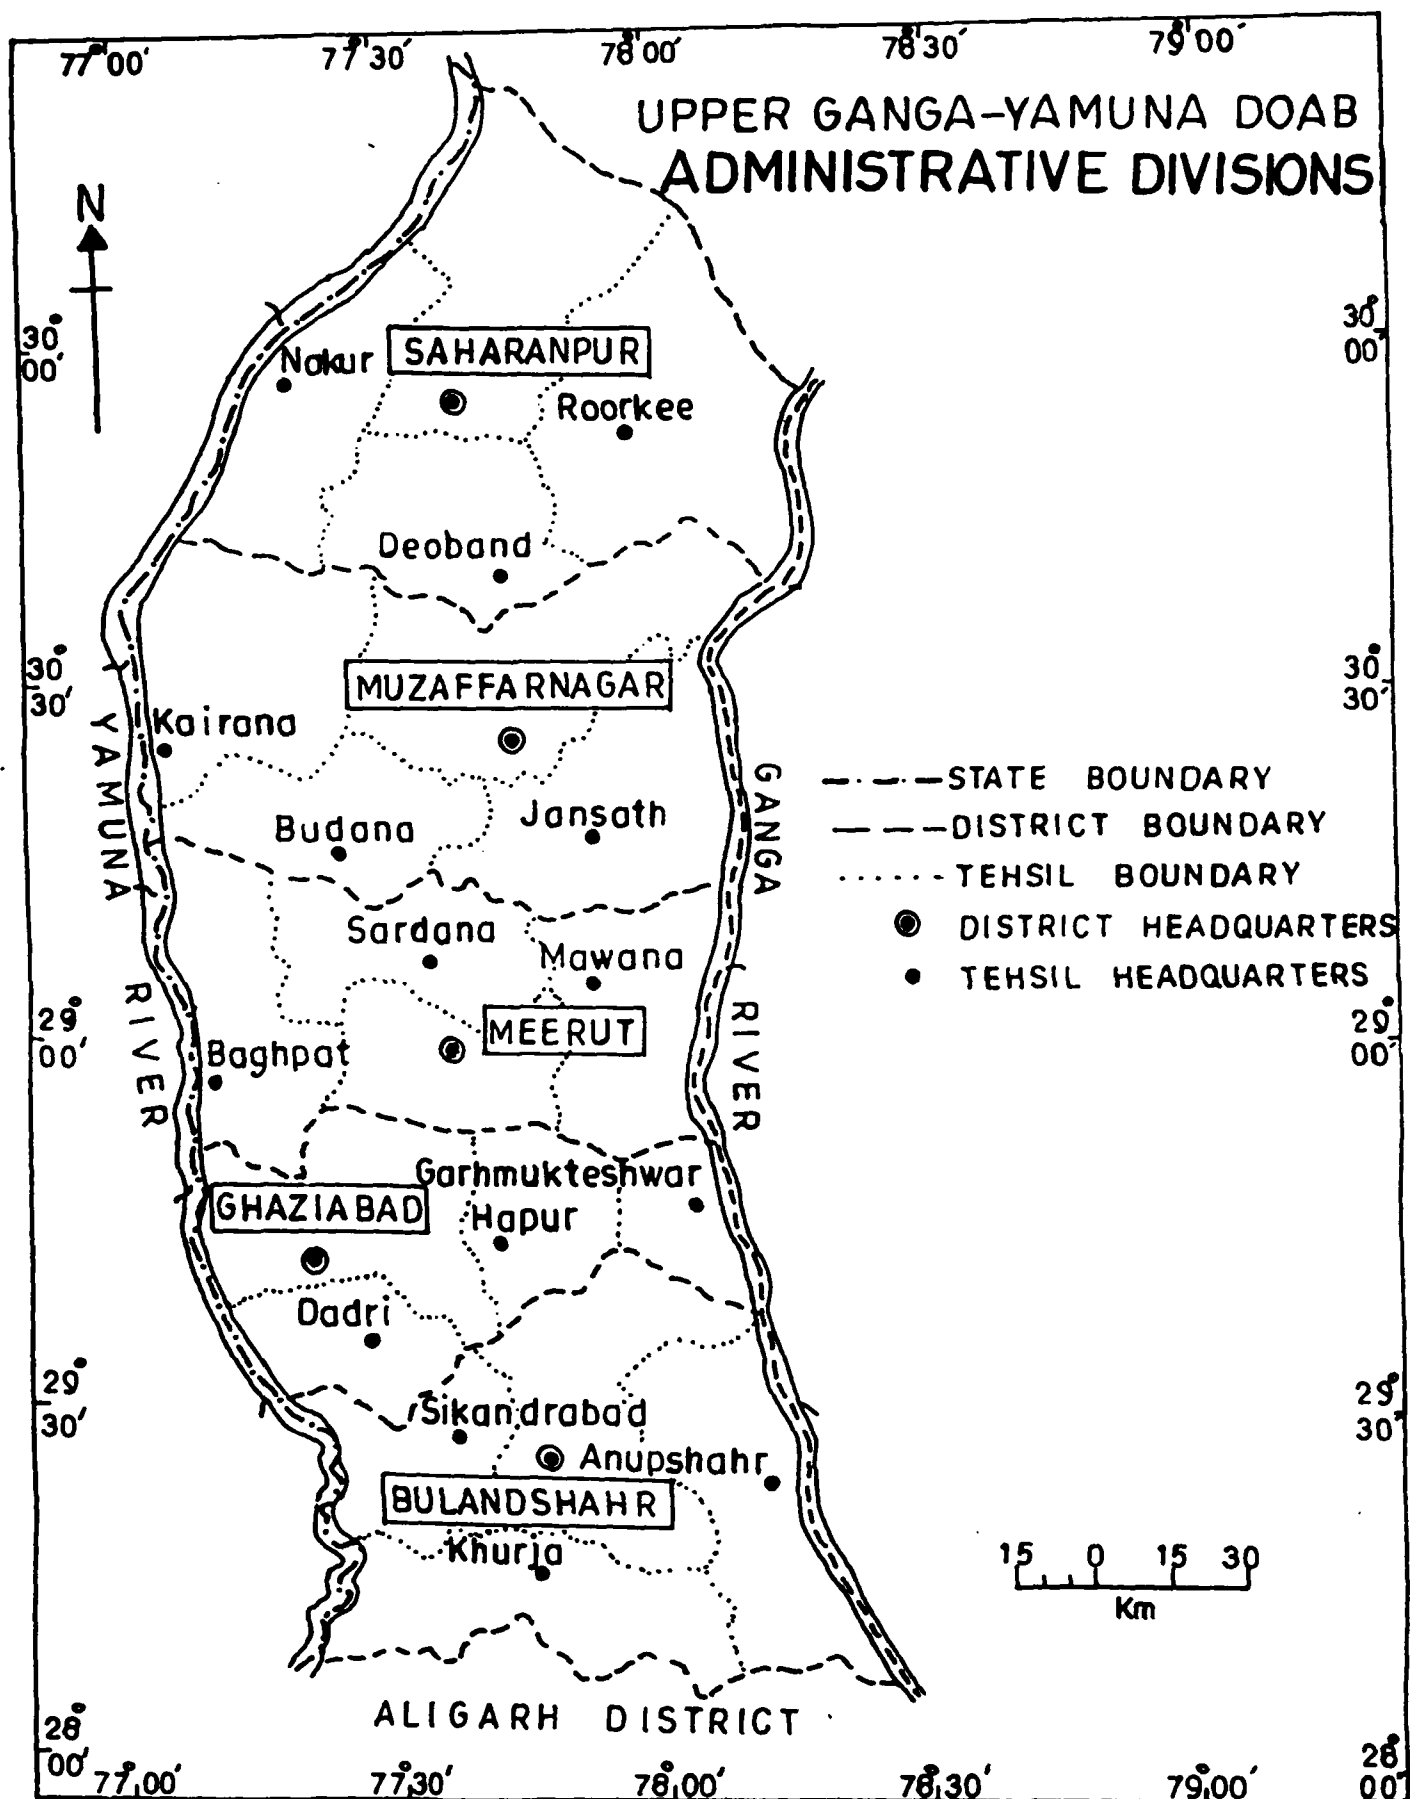 77°00' 77°30' 78°00' 78°30' 79°00'
UPPER GANGA-YAMUNA DOAB
ADMINISTRATIVE DIVISIONS
N
30° 00'
30° 00'
Nakur
SAHARANPUR
Roorkee
Deoband
30° 30'
30° 30'
MUZAFFARNAGAR
Kairana
YAMUNA RIVER
GANGA RIVER
Budana
Jansath
STATE BOUNDARY
DISTRICT BOUNDARY
TEHSIL BOUNDARY
DISTRICT HEADQUARTERS
TEHSIL HEADQUARTERS
Sardana
Mawana
29° 00'
29° 00'
MEERUT
Baghpat
Garhmukteshwar
GHAZIABAD
Hapur
Dadri
29° 30'
29° 30'
Sikandrabad
Anupshahr
BULANDSHAHR
Khurja
15 0 15 30
Km
ALIGARH DISTRICT
28° 00'
28° 00'
77°00' 77°30' 78°00' 78°30' 79°00'